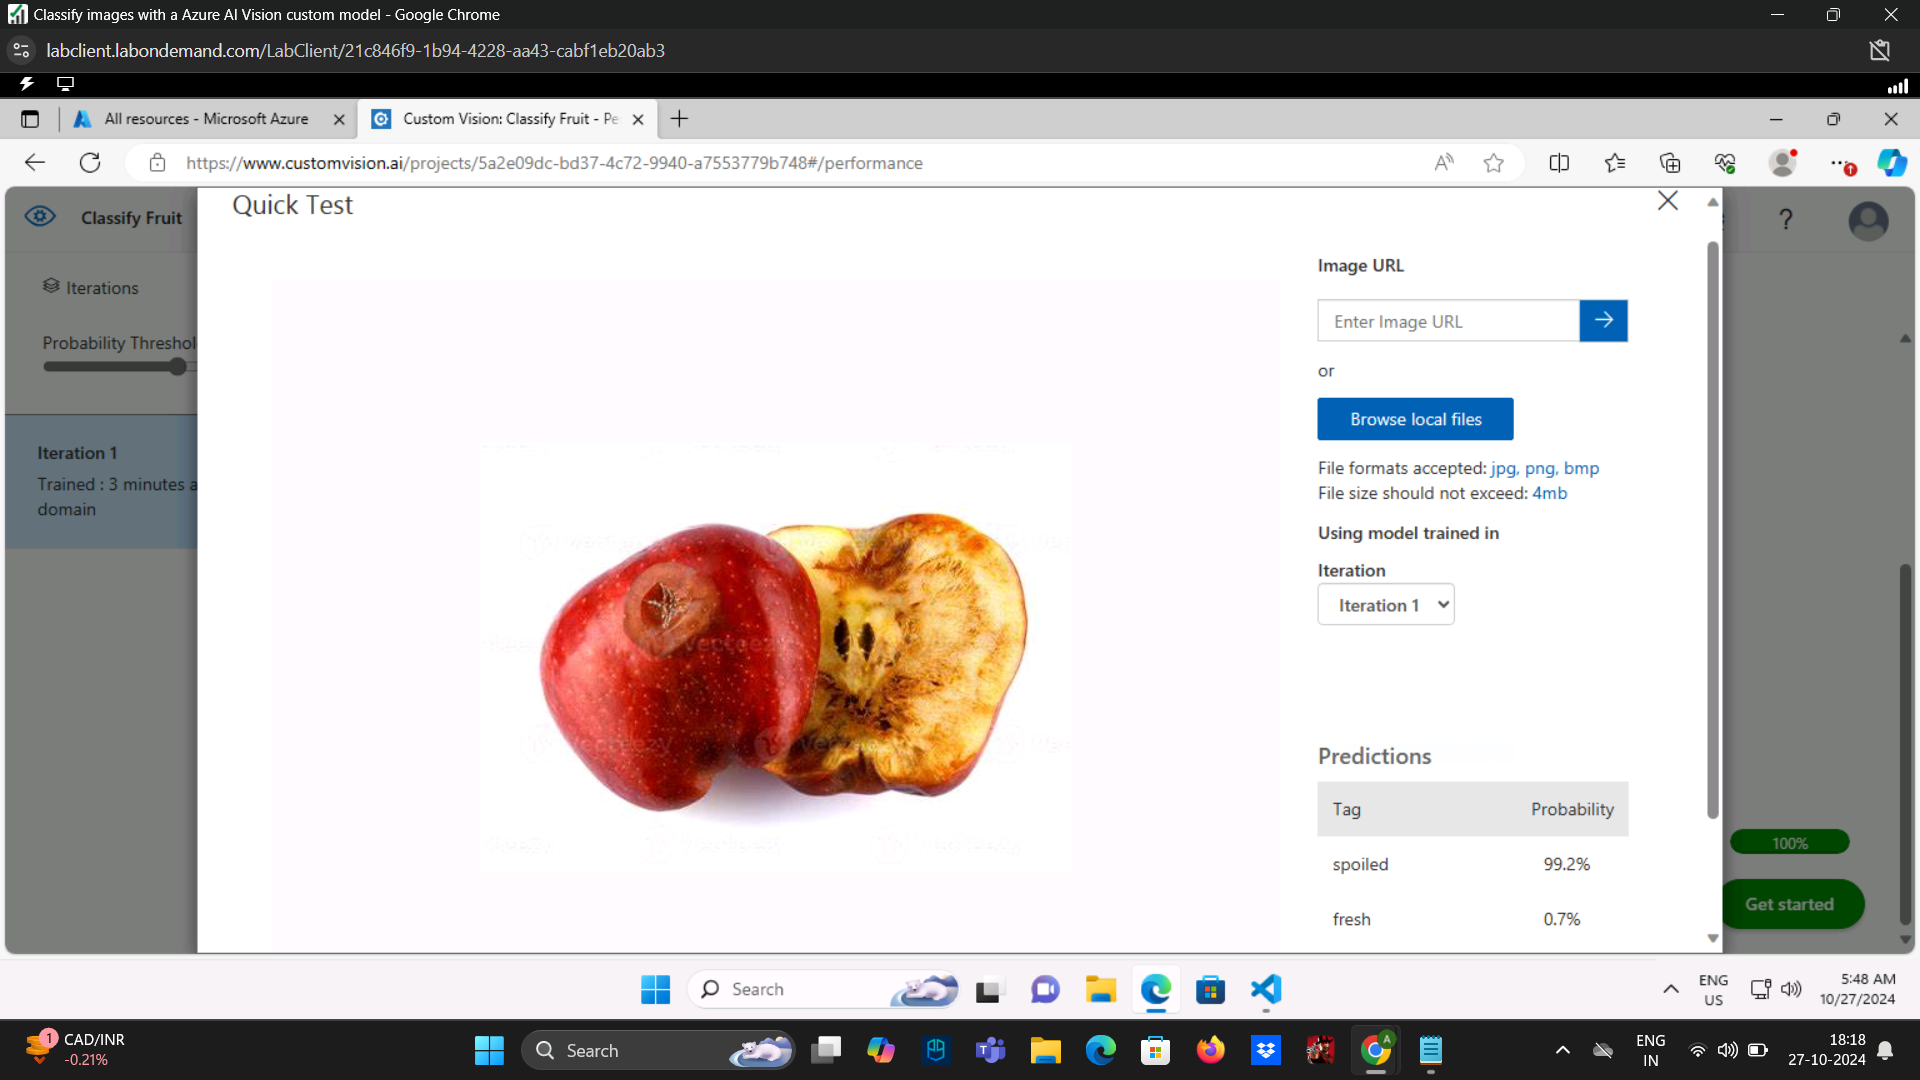 Classify images with a Azure AI Vision custom model - Google Chrome
labclient.labondemand.com/LabClient/21c846f9-1b94-4228-aa43-cabf1eb20ab3
All resources - Microsoft Azure
Custom Vision: Classify Fruit - Pe
https://www.customvision.ai/projects/5a2e09dc-bd37-4c72-9940-a7553779b748#/performance
Classify Fruit
Quick Test
?
Iterations
Probability Threshol
Iteration 1
Trained : 3 minutes a
domain
Image URL
Enter Image URL
or
Browse local files
File formats accepted: jpg, png, bmp
File size should not exceed: 4mb
Using model trained in
Iteration
Iteration 1
Predictions
Tag Probability
spoiled 99.2%
fresh 0.7%
vecteezy
100%
Get started
Search
ENG
US
5:48 AM
10/27/2024
1
CAD/INR
-0.21%
Search
ENG
IN
18:18
27-10-2024